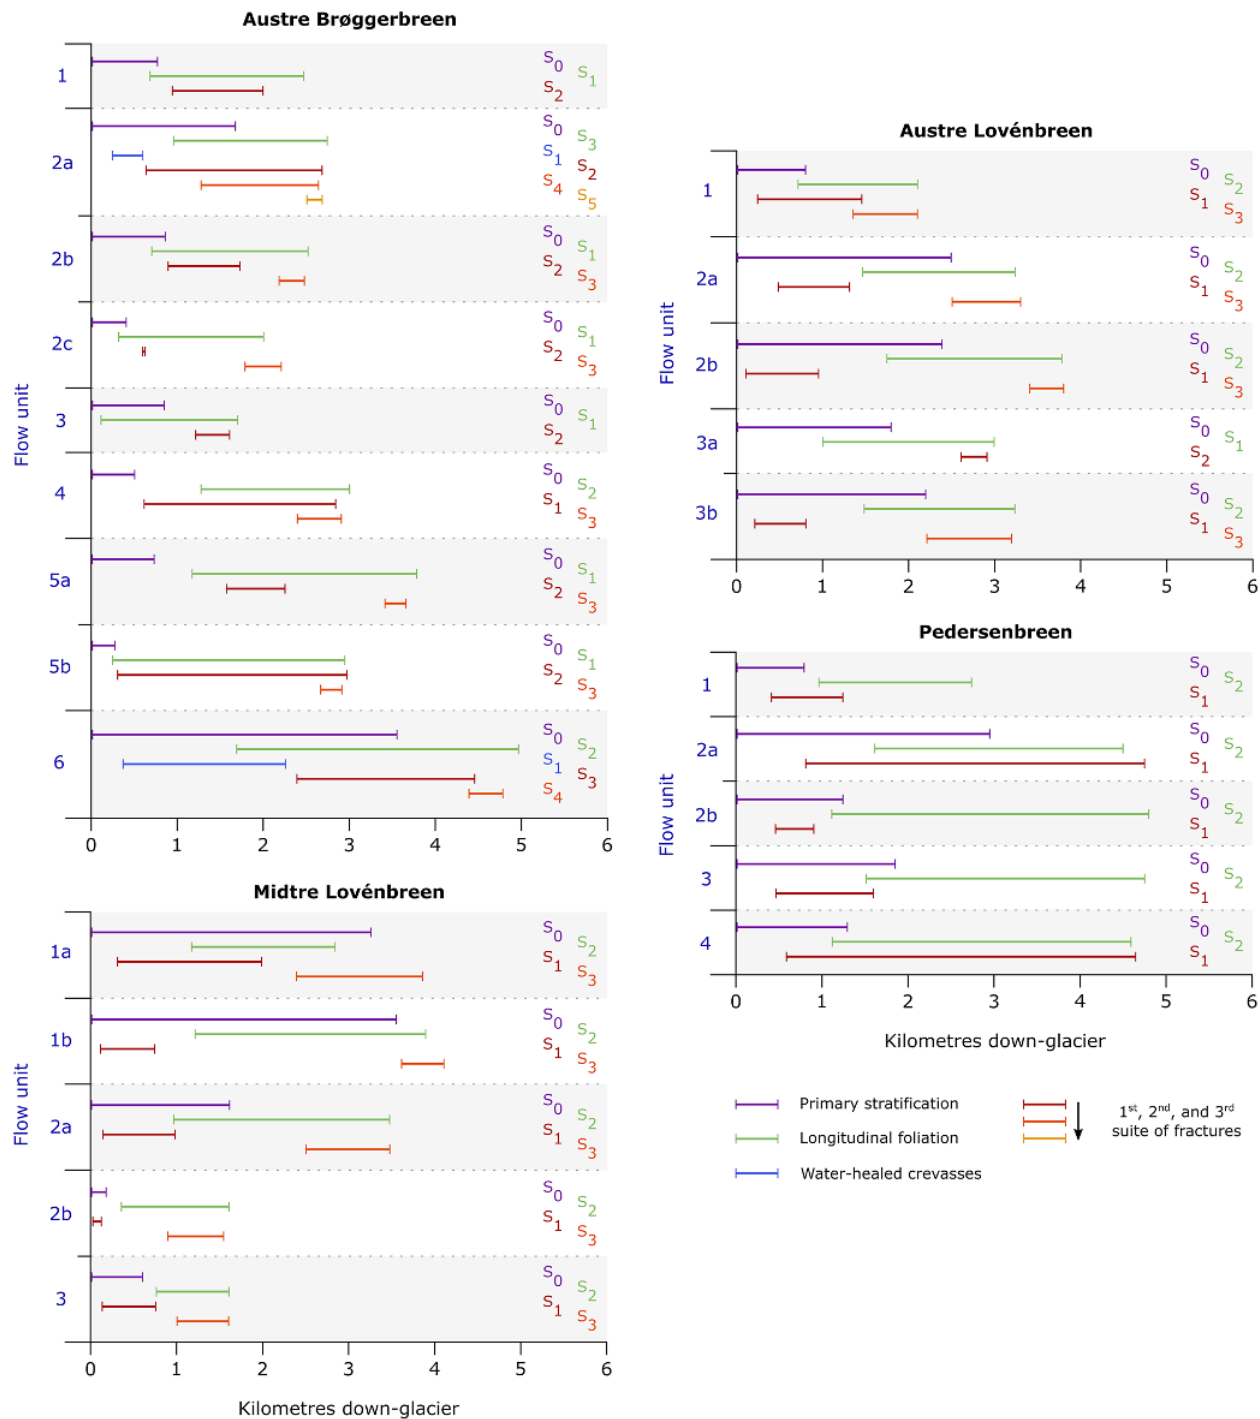 Austre Brøggerbreen
Flow unit
1
S0 S1
S2
2a
S0
S3
S1 S2
S4
S5
2b
S0 S1
S2 S3
2c
S0 S1
S2 S3
3
S0 S1
S2
4
S0 S2
S1 S3
5a
S0 S1
S2 S3
5b
S0 S1
S2 S3
6
S0 S2
S1 S3
S4
0 1 2 3 4 5 6
Midtre Lovénbreen
Flow unit
1a
S0 S2
S1 S3
1b
S0 S2
S1 S3
2a
S0 S2
S1 S3
2b
S0 S2
S1 S3
3
S0 S2
S1 S3
0 1 2 3 4 5 6
Kilometres down-glacier
Austre Lovénbreen
Flow unit
1
S0 S2
S1 S3
2a
S0 S2
S1 S3
2b
S0 S2
S1 S3
3a
S0 S1
S2
3b
S0 S2
S1 S3
0 1 2 3 4 5 6
Pedersenbreen
Flow unit
1
S0 S2
S1
2a
S0 S2
S1
2b
S0 S2
S1
3
S0 S2
S1
4
S0 S2
S1
0 1 2 3 4 5 6
Kilometres down-glacier
Primary stratification
Longitudinal foliation
Water-healed crevasses
1st, 2nd, and 3rd
suite of fractures